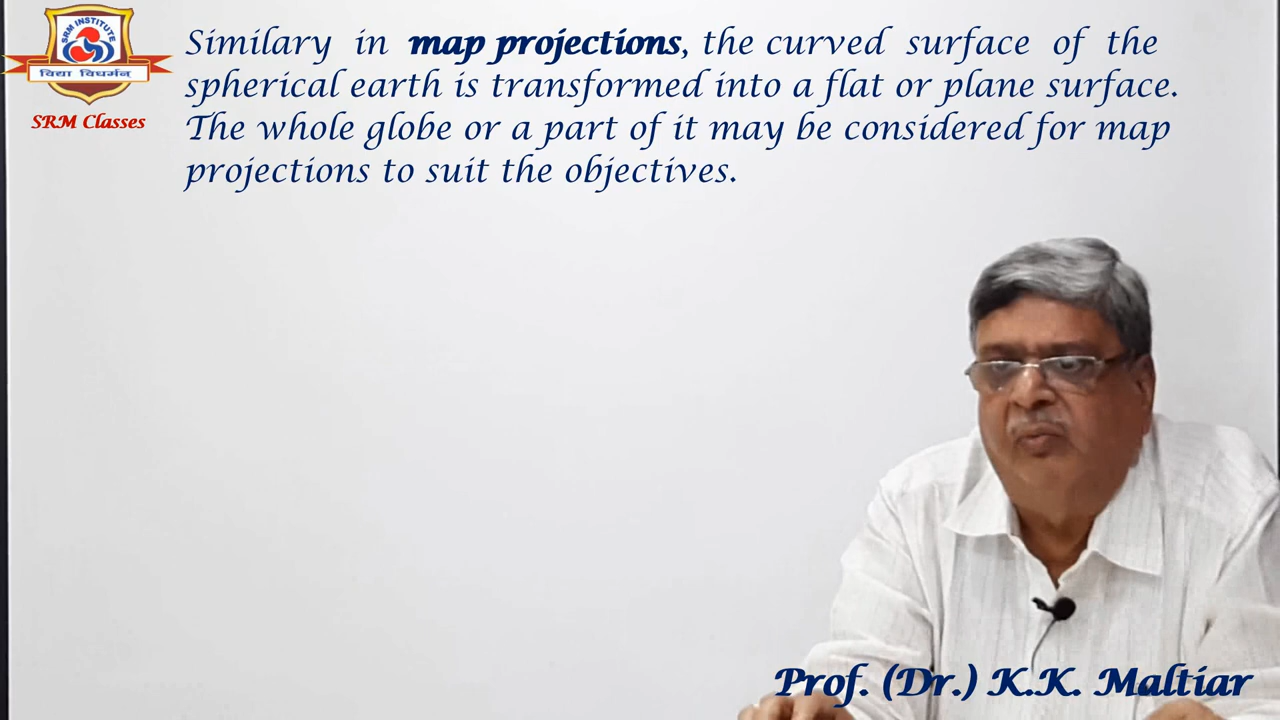 SRM INSTITUTE
विद्या विधर्मन्
SRM Classes
Similary in map projections, the curved surface of the
spherical earth is transformed into a flat or plane surface.
The whole globe or a part of it may be considered for map
projections to suit the objectives.
Prof. (Dr.) K.K. Maltiar